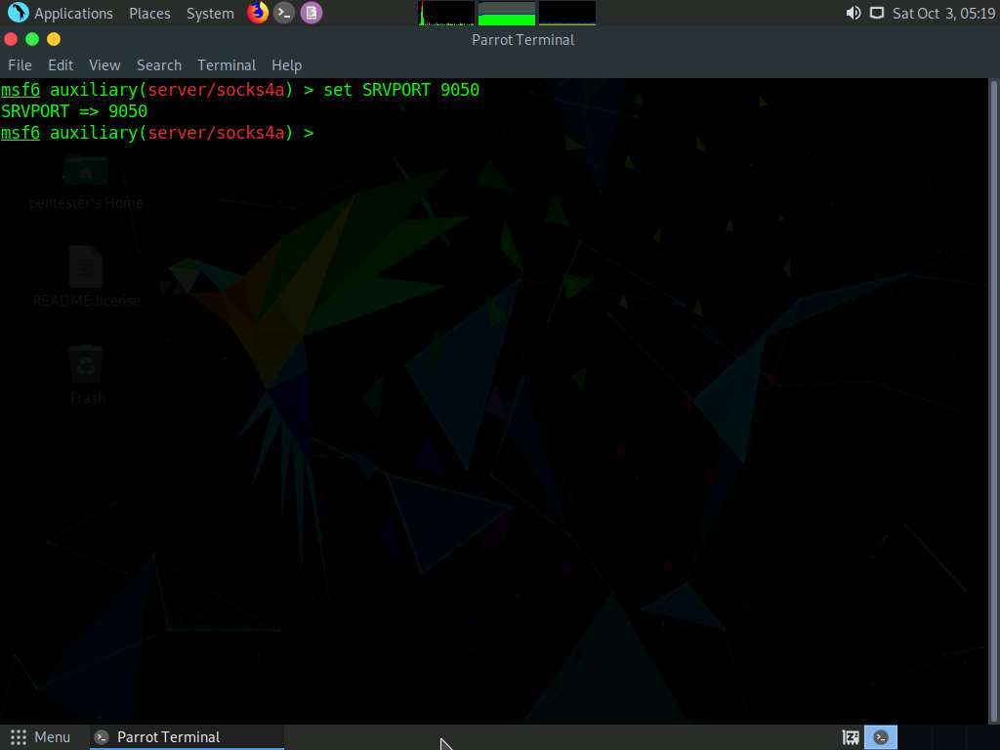 Applications Places System Sat Oct 3, 05:19
Parrot Terminal
File Edit View Search Terminal Help
msf6 auxiliary(server/socks4a) > set SRVPORT 9050
SRVPORT => 9050
msf6 auxiliary(server/socks4a) >
pentester's Home
README.license
Trash
Menu Parrot Terminal